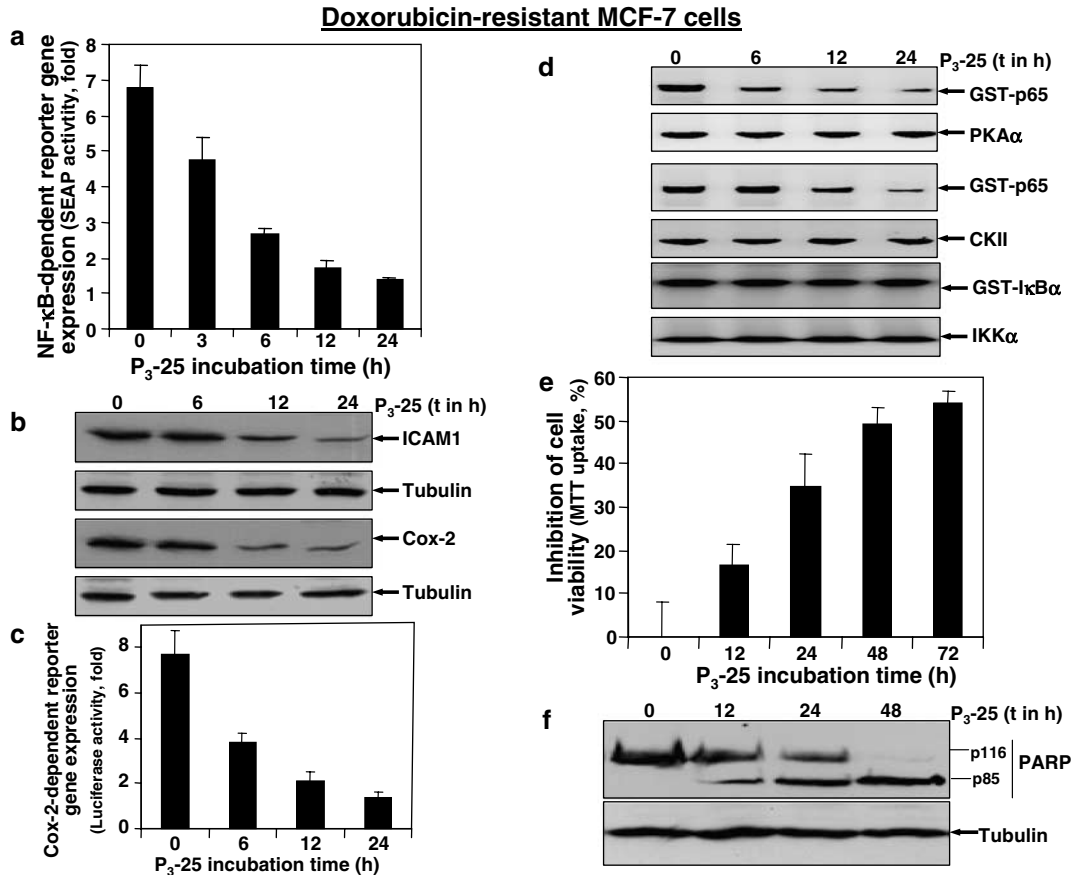 Doxorubicin-resistant MCF-7 cells
a
NF-κB-dpendent reporter gene
expression (SEAP activtity, fold)
8
7
6
5
4
3
2
1
0
0 3 6 12 24
P3-25 incubation time (h)
b
0 6 12 24 P3-25 (t in h)
ICAM1
Tubulin
Cox-2
Tubulin
c
Cox-2-dependent reporter
gene expression
(Luciferase activity, fold)
8
6
4
2
0
0 6 12 24
P3-25 incubation time (h)
d
0 6 12 24 P3-25 (t in h)
GST-p65
PKAα
GST-p65
CKII
GST-IκBα
IKKα
e
Inhibition of cell
viability (MTT uptake, %)
60
50
40
30
20
10
0
0 12 24 48 72
P3-25 incubation time (h)
f
0 12 24 48 P3-25 (t in h)
p116
p85
PARP
Tubulin